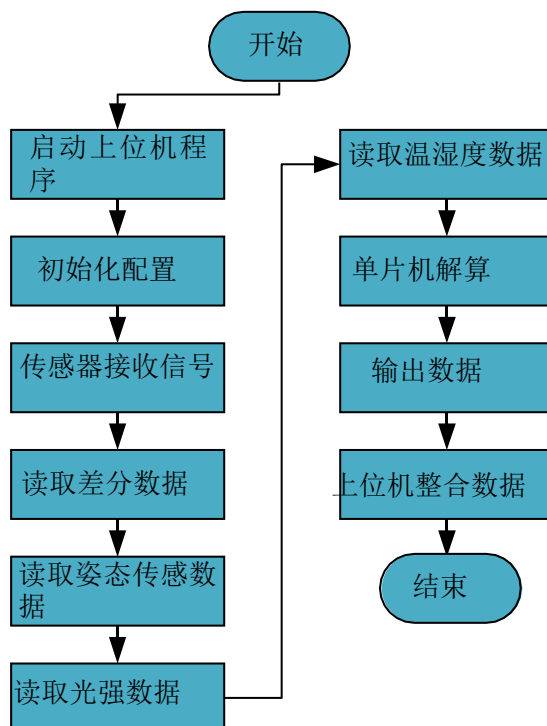 开始
启动上位机程
序
初始化配置
传感器接收信号
读取差分数据
读取姿态传感数
据
读取光强数据
读取温湿度数据
单片机解算
输出数据
上位机整合数据
结束